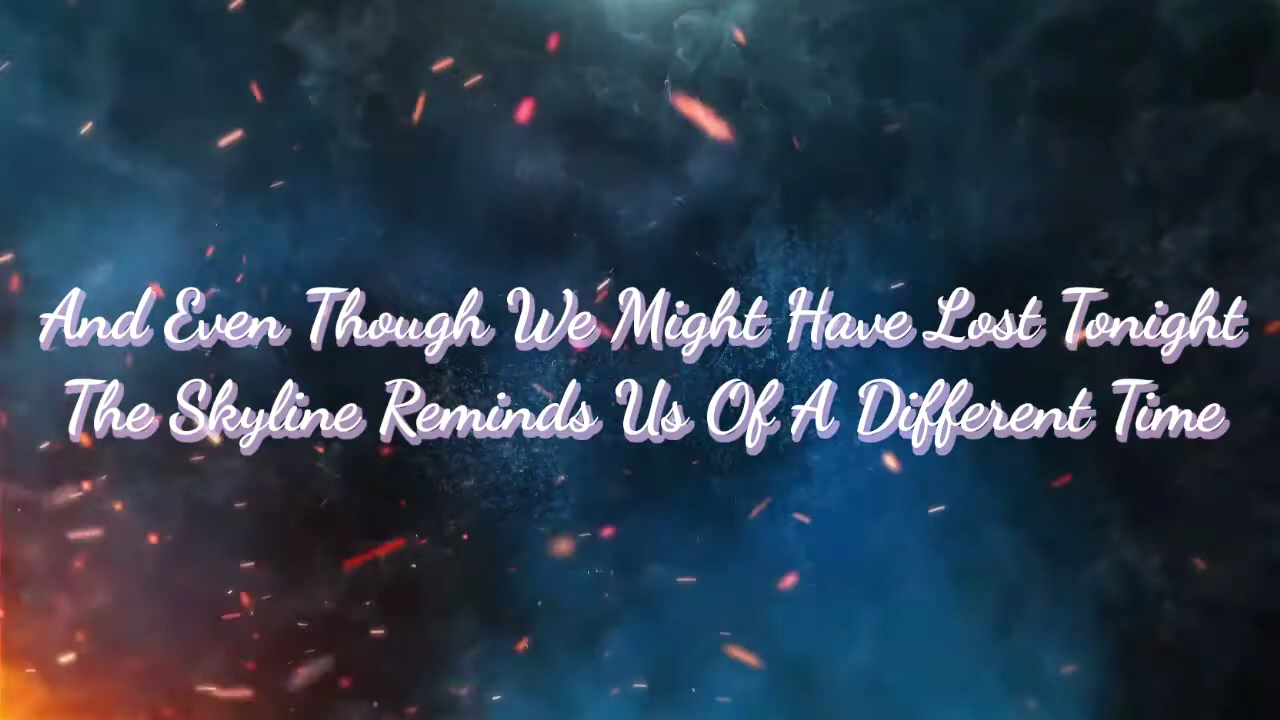 And Even Though We Might Have Lost Tonight
The Skyline Reminds Us Of A Different Time